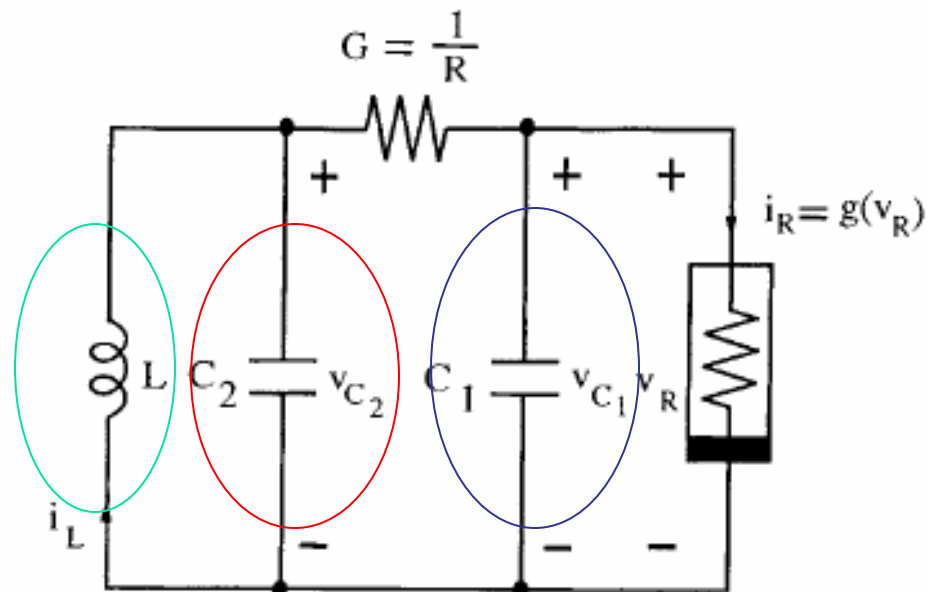 G = 1/R
+ + +
i_R = g(v_R)
L C_2 v_C_2 C_1 v_C_1 v_R
i_L
− − −